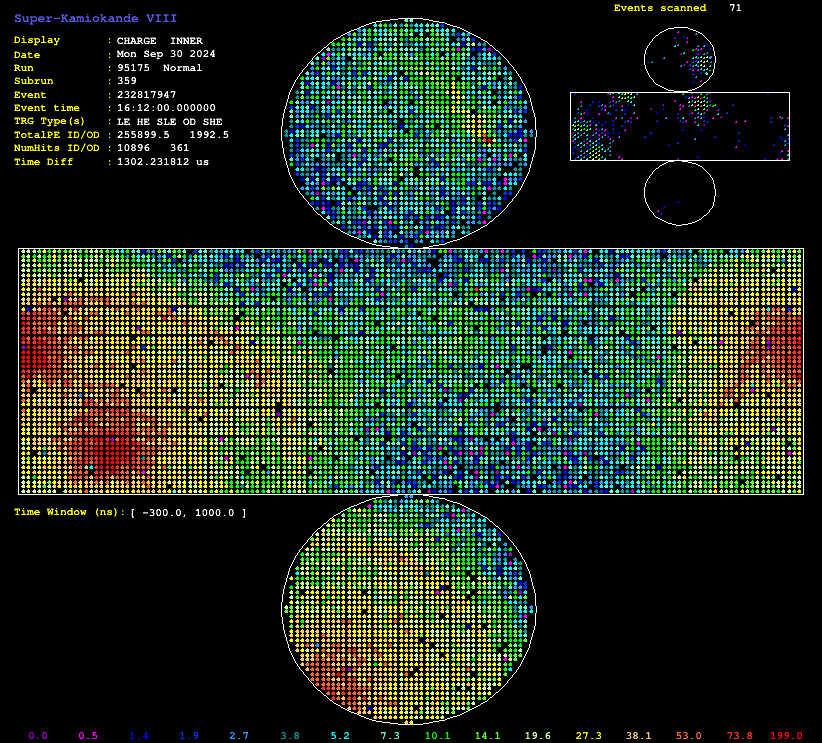 Super-Kamiokande VIII
Events scanned 71
Display : CHARGE INNER
Date : Mon Sep 30 2024
Run : 95175 Normal
Subrun : 359
Event : 232817947
Event time : 16:12:00.000000
TRG Type(s) : LE HE SLE OD SHE
TotalPE ID/OD : 255899.5 1992.5
NumHits ID/OD : 10896 361
Time Diff : 1302.231812 us
Time Window (ns): [ -300.0, 1000.0 ]
0.0 0.5 1.4 1.9 2.7 3.8 5.2 7.3 10.1 14.1 19.6 27.3 38.1 53.0 73.8 199.0